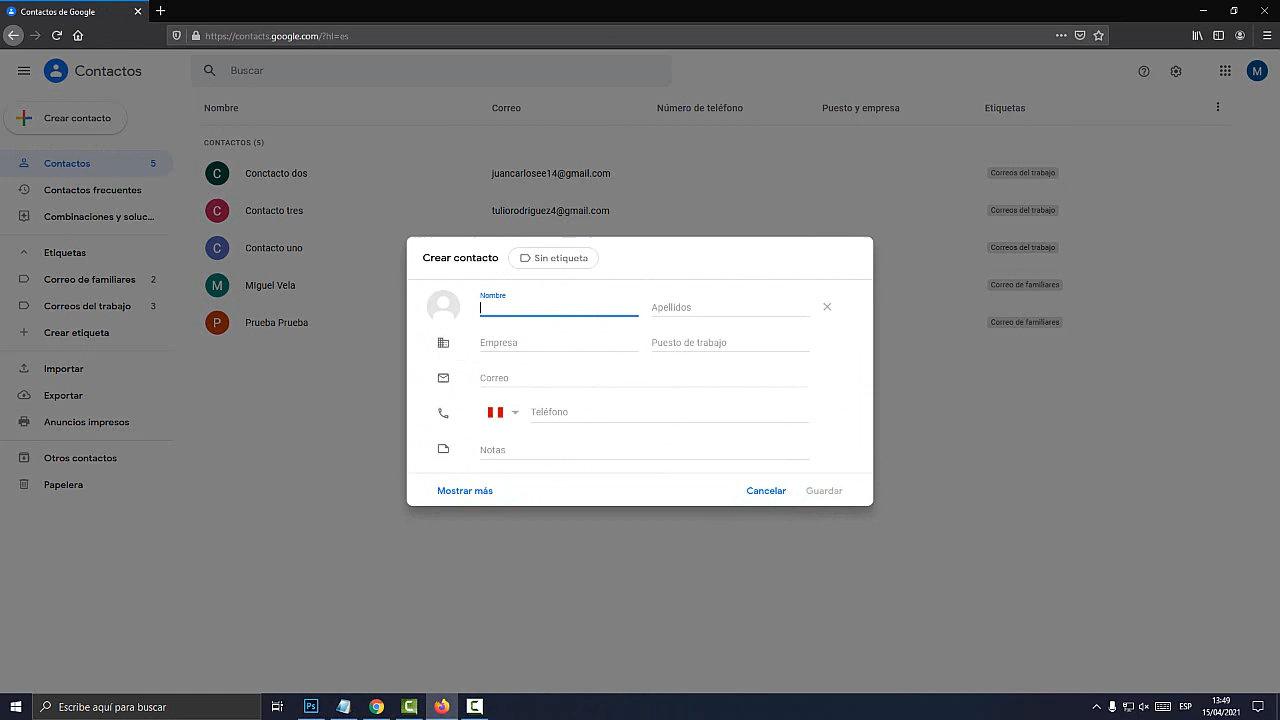 Contactos de Google
https://contacts.google.com/?hl=es
Contactos
Buscar
M
Crear contacto
Nombre
Correo
Número de teléfono
Puesto y empresa
Etiquetas
CONTACTOS (5)
Contactos
5
Contactos frecuentes
Combinaciones y soluc...
Etiquetas
Correo de familiares
2
Correos del trabajo
3
Crear etiqueta
Importar
Exportar
Anuncios impresos
Otros contactos
Papelera
C
Conctacto dos
juancarlosee14@gmail.com
Correos del trabajo
C
Contacto tres
tuliorodriguez4@gmail.com
Correos del trabajo
C
Contacto uno
Correos del trabajo
M
MIguel Vela
Correo de familiares
P
Prueba Prueba
Correo de familiares
Crear contacto
Sin etiqueta
Nombre
Apellidos
Empresa
Puesto de trabajo
Correo
Teléfono
Notas
Mostrar más
Cancelar
Guardar
Escribe aquí para buscar
Ps
ESP
13:49
15/04/2021